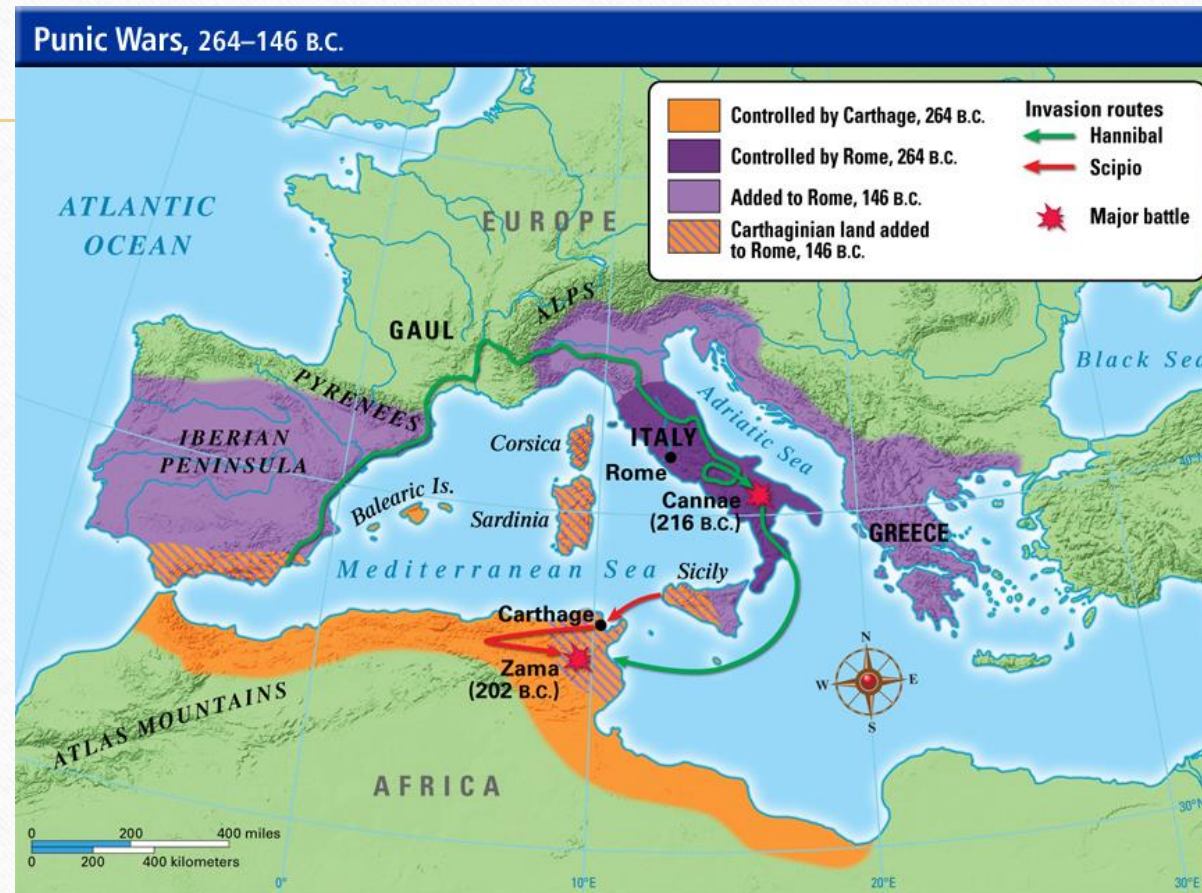 Punic Wars, 264–146 B.C.
Controlled by Carthage, 264 B.C.
Controlled by Rome, 264 B.C.
Added to Rome, 146 B.C.
Carthaginian land added
to Rome, 146 B.C.
Invasion routes
Hannibal
Scipio
Major battle
ATLANTIC
OCEAN
EUROPE
ALPS
GAUL
PYRENEES
Black Sea
IBERIAN
PENINSULA
Balearic Is.
Corsica
Sardinia
ITALY
Rome
Adriatic Sea
Cannae
(216 B.C.)
GREECE
40°N
Mediterranean Sea
Sicily
Carthage
Zama
(202 B.C.)
ATLAS MOUNTAINS
AFRICA
N
W
E
S
30°N
0 200 400 miles
0 200 400 kilometers
0° 10°E 20°E 30°E